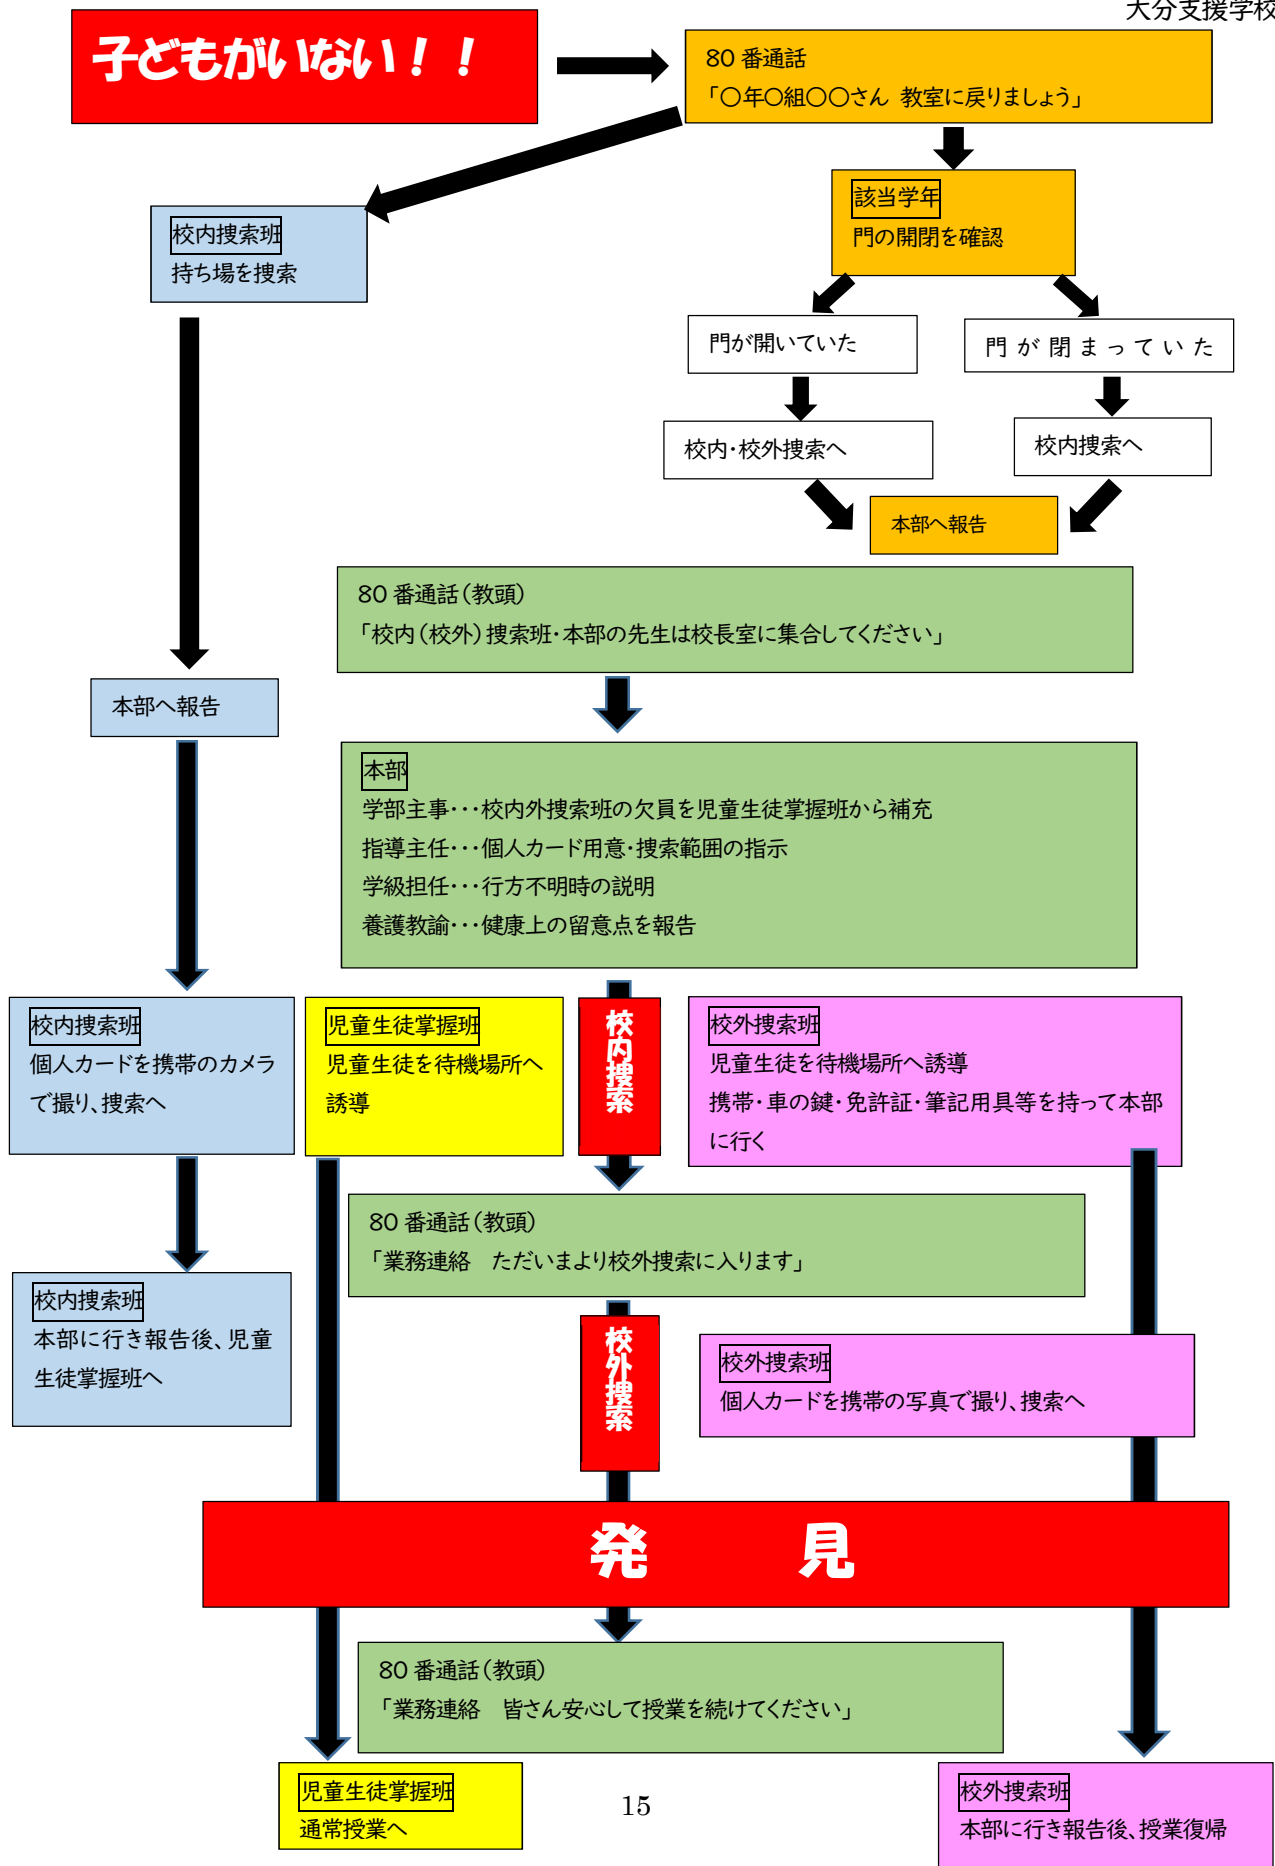 大分支援学校
子どもがいない！！
80番通話
「〇年〇組〇〇さん 教室に戻りましょう」
該当学年
門の開閉を確認
校内捜索班
持ち場を捜索
門が開いていた
門が閉まっていた
校内・校外捜索へ
校内捜索へ
本部へ報告
80番通話（教頭）
「校内（校外）捜索班・本部の先生は校長室に集合してください」
本部へ報告
本部
学部主事・・・校内外捜索班の欠員を児童生徒掌握班から補充
指導主任・・・個人カード用意・捜索範囲の指示
学級担任・・・行方不明時の説明
養護教諭・・・健康上の留意点を報告
校内捜索班
個人カードを携帯のカメラ
で撮り、捜索へ
児童生徒掌握班
児童生徒を待機場所へ
誘導
校内捜索
校外捜索班
児童生徒を待機場所へ誘導
携帯・車の鍵・免許証・筆記用具等を持って本部
に行く
80番通話（教頭）
「業務連絡　ただいまより校外捜索に入ります」
校内捜索班
本部に行き報告後、児童
生徒掌握班へ
校外捜索
校外捜索班
個人カードを携帯の写真で撮り、捜索へ
発　見
80番通話（教頭）
「業務連絡　皆さん安心して授業を続けてください」
児童生徒掌握班
通常授業へ
15
校外捜索班
本部に行き報告後、授業復帰